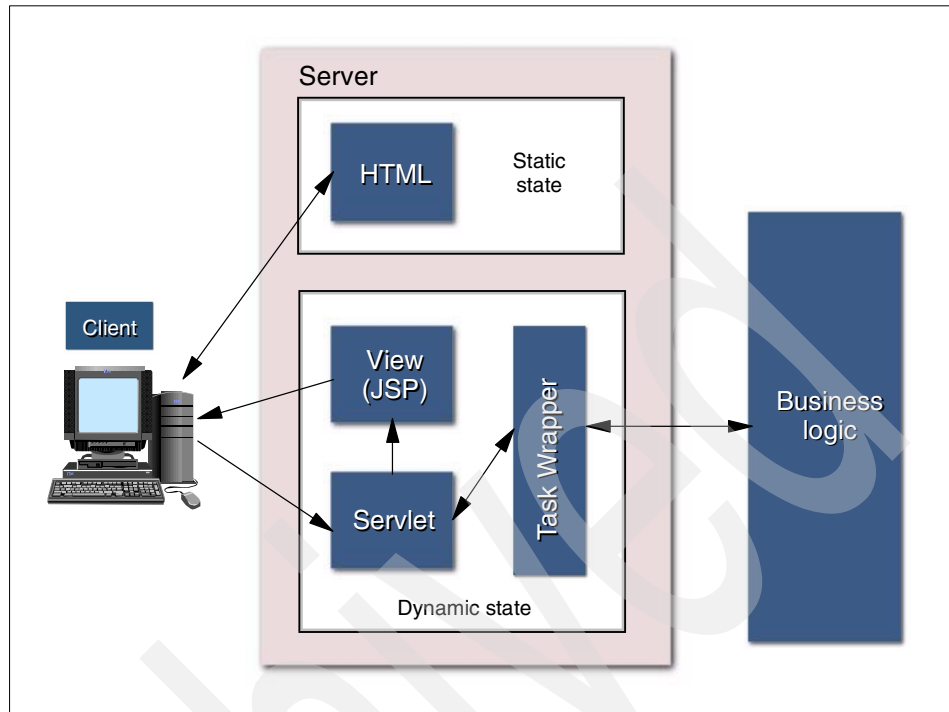 Server
HTML
Static
state
Client
View
(JSP)
Task Wrapper
Business
logic
Servlet
Dynamic state